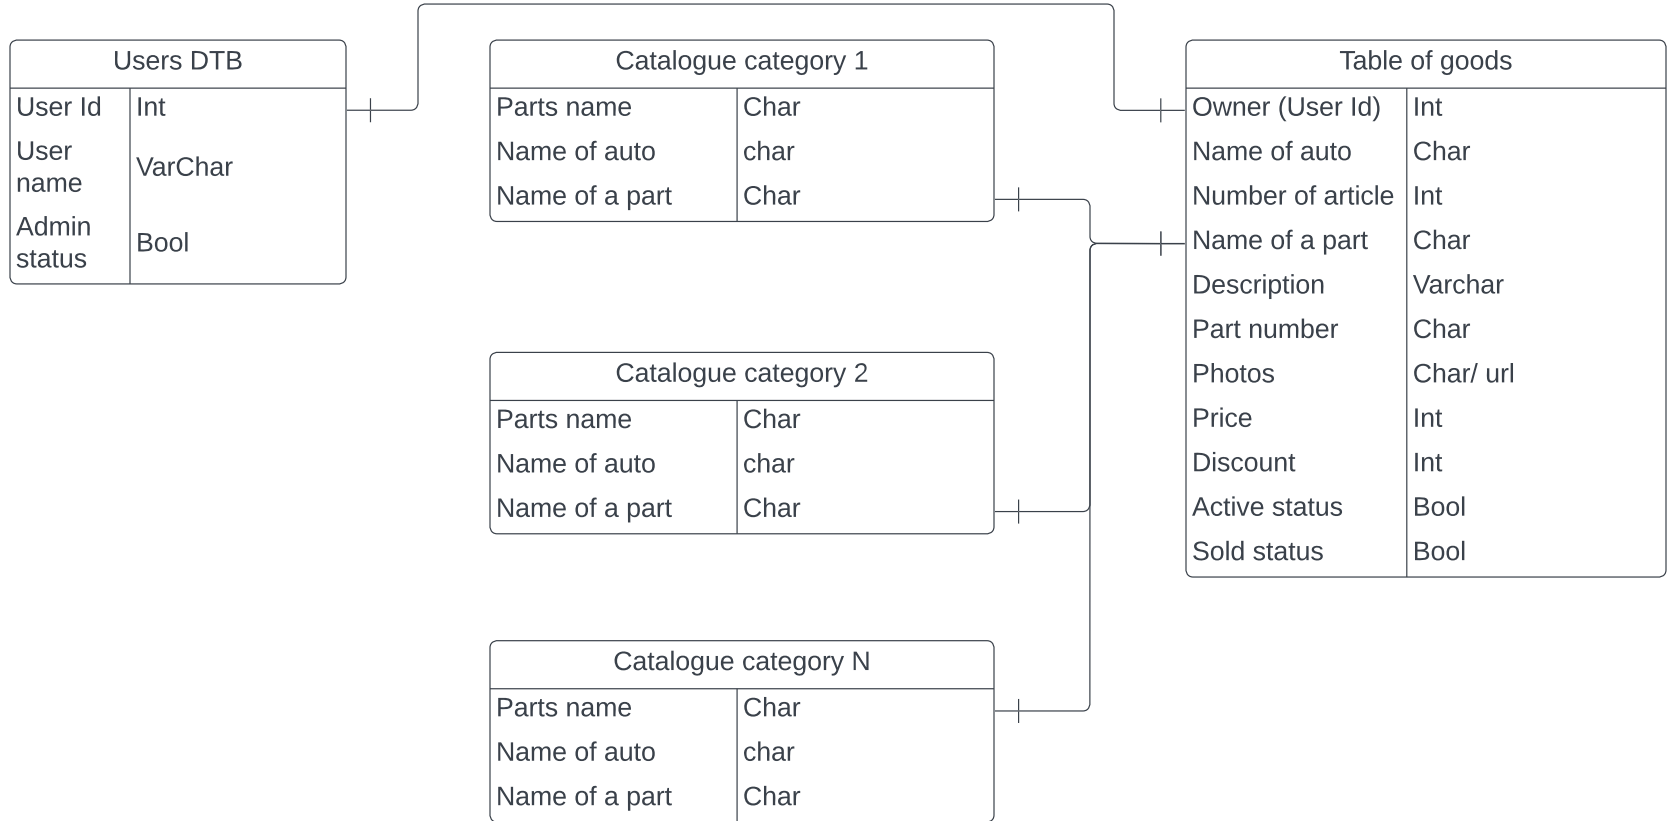 Users DTB
User Id Int
User
name
VarChar
Admin
status
Bool
Catalogue category 1
Parts name Char
Name of auto char
Name of a part Char
Catalogue category 2
Parts name Char
Name of auto char
Name of a part Char
Catalogue category N
Parts name Char
Name of auto char
Name of a part Char
Table of goods
Owner (User Id) Int
Name of auto Char
Number of article Int
Name of a part Char
Description Varchar
Part number Char
Photos Char/ url
Price Int
Discount Int
Active status Bool
Sold status Bool